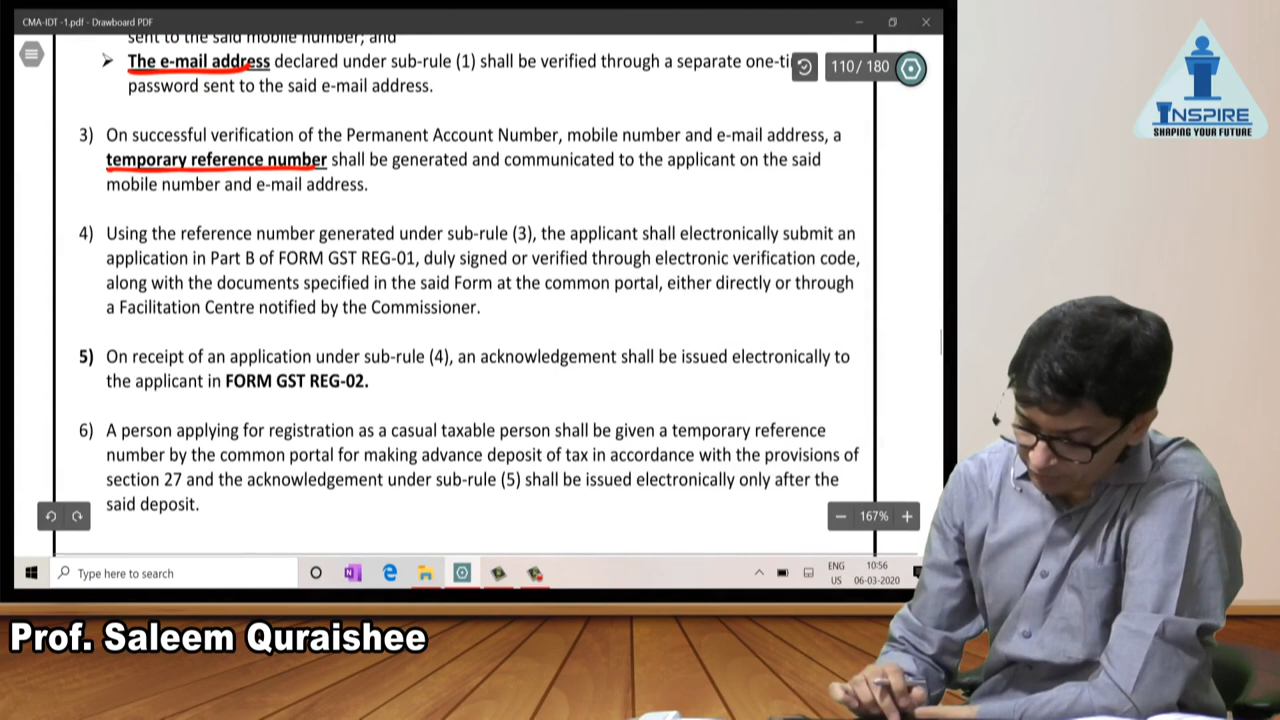 CMA-IDT -1.pdf - Drawboard PDF
sent to the said mobile number; and
➤ The e-mail address declared under sub-rule (1) shall be verified through a separate one-ti
password sent to the said e-mail address.
110/ 180
3) On successful verification of the Permanent Account Number, mobile number and e-mail address, a
temporary reference number shall be generated and communicated to the applicant on the said
mobile number and e-mail address.
4) Using the reference number generated under sub-rule (3), the applicant shall electronically submit an
application in Part B of FORM GST REG-01, duly signed or verified through electronic verification code,
along with the documents specified in the said Form at the common portal, either directly or through
a Facilitation Centre notified by the Commissioner.
5) On receipt of an application under sub-rule (4), an acknowledgement shall be issued electronically to
the applicant in FORM GST REG-02.
6) A person applying for registration as a casual taxable person shall be given a temporary reference
number by the common portal for making advance deposit of tax in accordance with the provisions of
section 27 and the acknowledgement under sub-rule (5) shall be issued electronically only after the
said deposit.
167%
Type here to search
ENG
US
10:56
06-03-2020
INSPIRE
SHAPING YOUR FUTURE
Prof. Saleem Quraishee